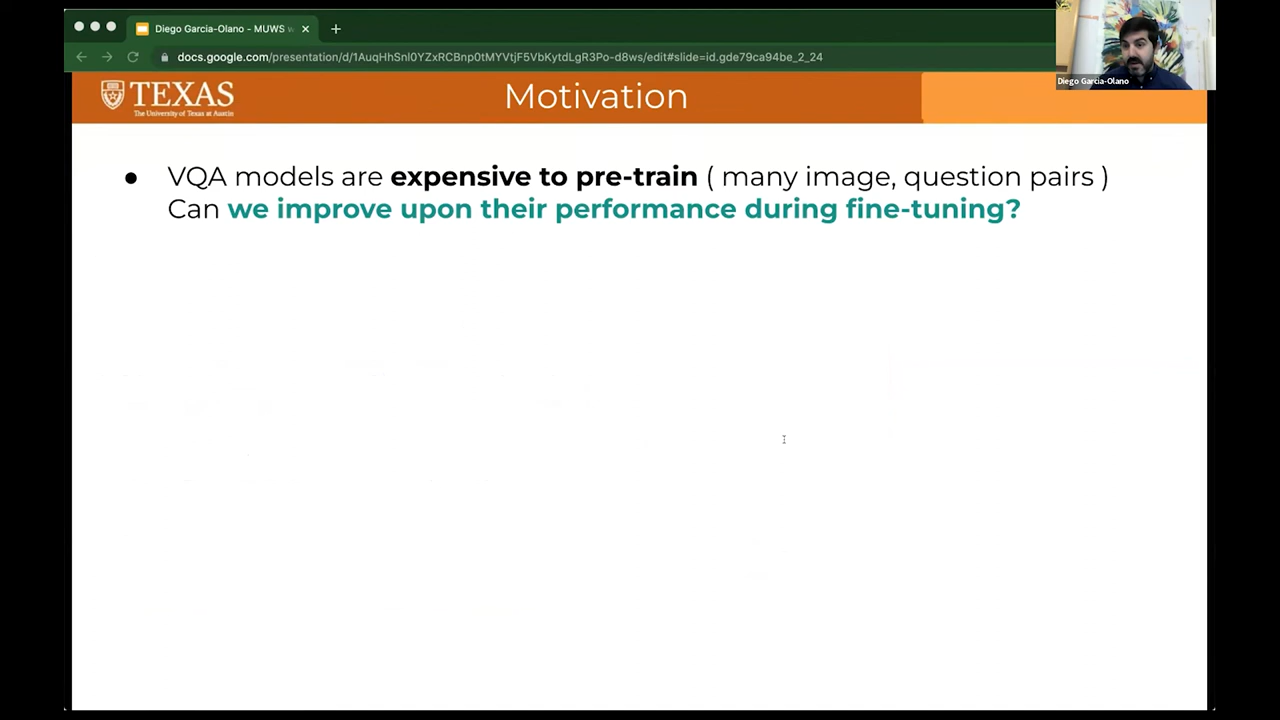 Diego Garcia-Olano - MUWS w
docs.google.com/presentation/d/1AuqHhSnl0YZxRCBnp0tMYVtjF5VbKytdLgR3Po-d8ws/edit#slide=id.gde79ca94be_2_24
Diego Garcia-Olano
TEXAS
The University of Texas at Austin
Motivation
● VQA models are expensive to pre-train ( many image, question pairs )
Can we improve upon their performance during fine-tuning?